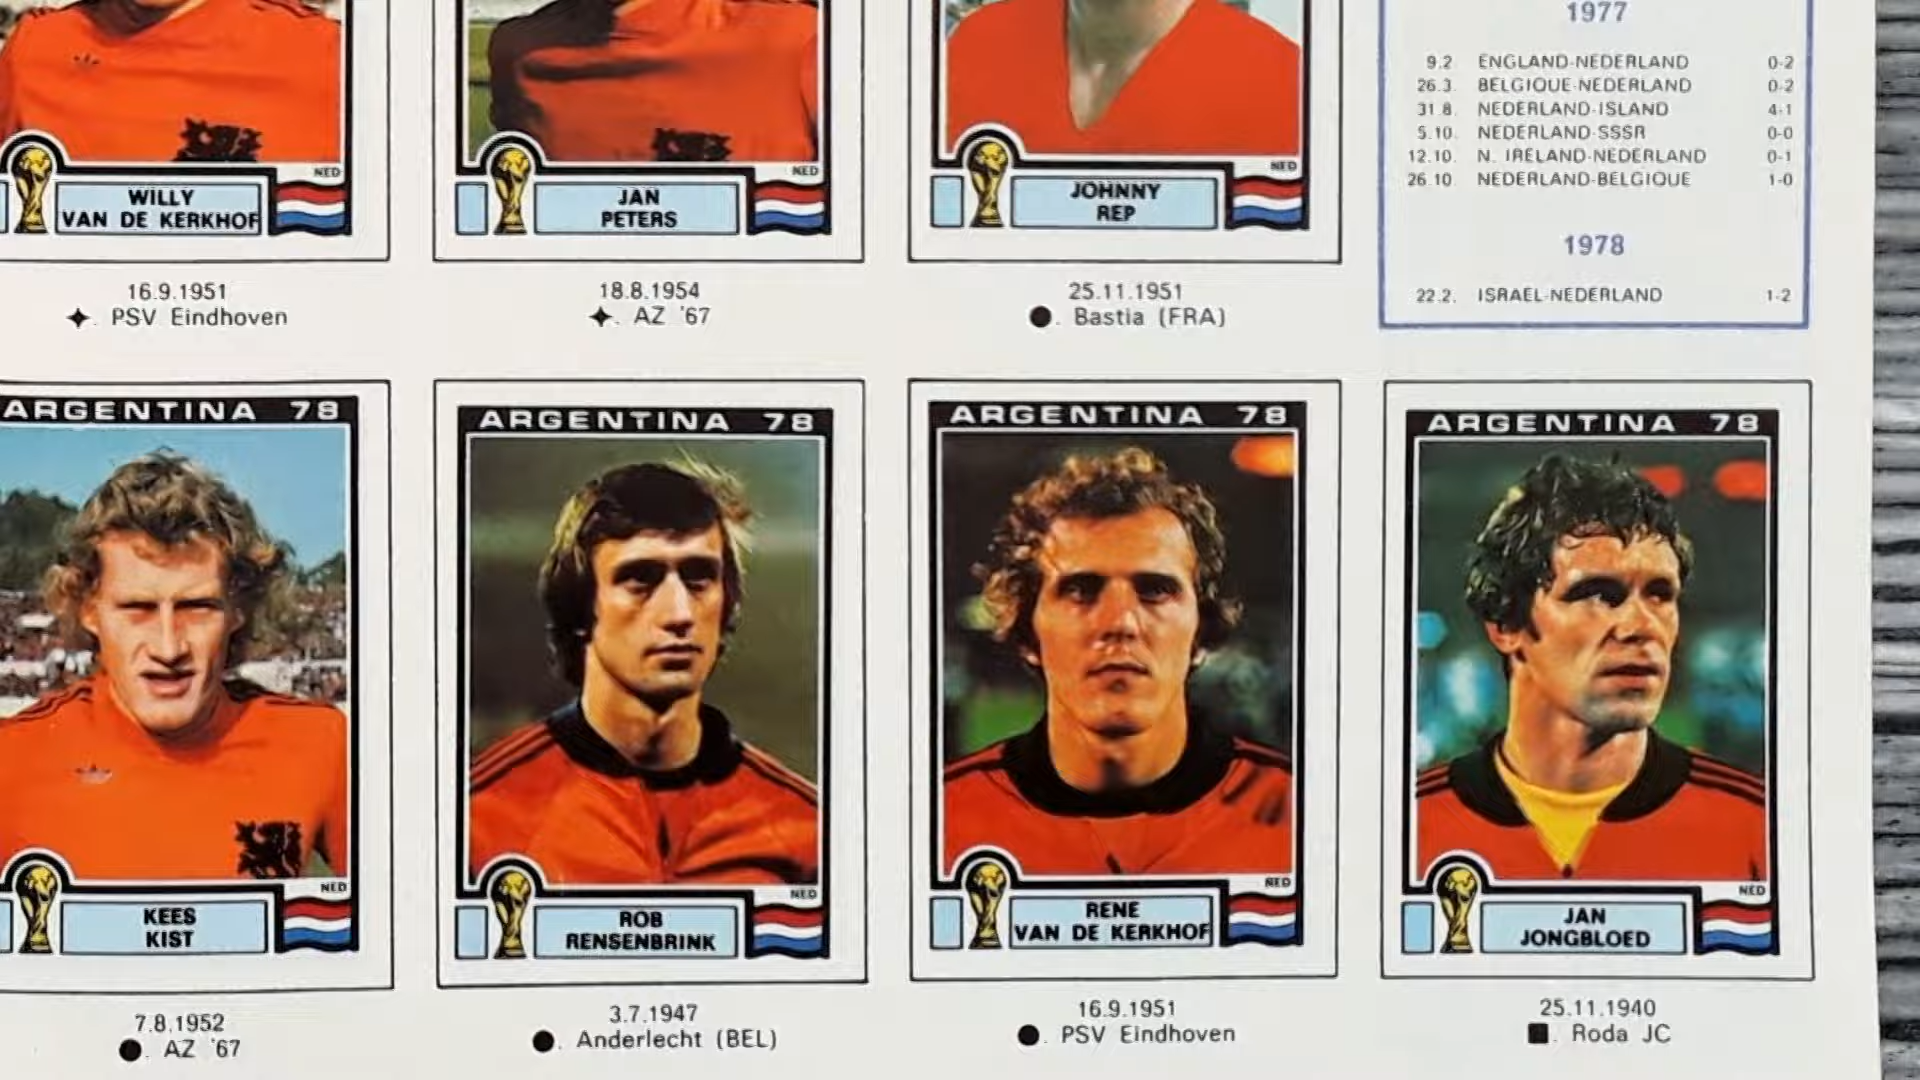 NED
WILLY
VAN DE KERKHOF
16.9.1951
PSV Eindhoven
NED
JAN
PETERS
18.8.1954
AZ '67
NED
JOHNNY
REP
25.11.1951
Bastia (FRA)
1977
9.2 ENGLAND-NEDERLAND 0-2
26.3. BELGIQUE-NEDERLAND 0-2
31.8. NEDERLAND-ISLAND 4-1
5.10. NEDERLAND-SSSR 0-0
12.10. N. IRELAND-NEDERLAND 0-1
26.10 NEDERLAND-BELGIQUE 1-0
1978
22.2. ISRAEL-NEDERLAND 1-2
ARGENTINA 78
NED
KEES
KIST
7.8.1952
AZ '67
ARGENTINA 78
NED
ROB
RENSENBRINK
3.7.1947
Anderlecht (BEL)
ARGENTINA 78
NED
RENE
VAN DE KERKHOF
16.9.1951
PSV Eindhoven
ARGENTINA 78
NED
JAN
JONGBLOED
25.11.1940
Roda JC